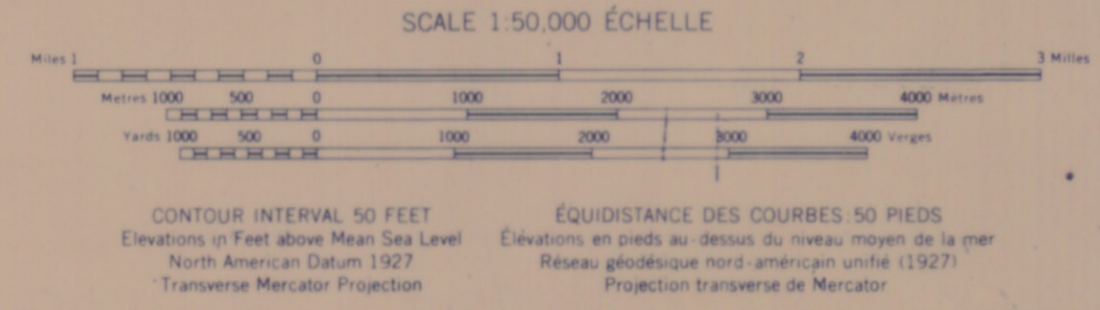 SCALE 1:50,000 ÉCHELLE
Miles 1 0 1 2 3 Milles
Metres 1000 500 0 1000 2000 3000 4000 Mètres
Yards 1000 500 0 1000 2000 3000 4000 Verges
CONTOUR INTERVAL 50 FEET
Elevations in Feet above Mean Sea Level
North American Datum 1927
Transverse Mercator Projection
ÉQUIDISTANCE DES COURBES: 50 PIEDS
Élévations en pieds au-dessus du niveau moyen de la mer
Réseau géodésique nord-américain unifié (1927)
Projection transverse de Mercator